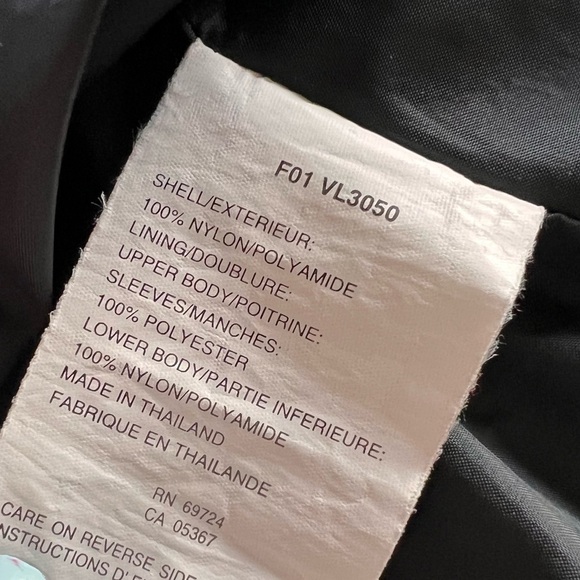 F01 VL3050
SHELL/EXTERIEUR:
100% NYLON/POLYAMIDE
LINING/DOUBLURE:
UPPER BODY/POITRINE:
SLEEVES/MANCHES:
100% POLYESTER
LOWER BODY/PARTIE INFERIEURE:
100% NYLON/POLYAMIDE
MADE IN THAILAND
FABRIQUE EN THAILANDE
RN 69724
CA 05367
CARE ON REVERSE SIDE